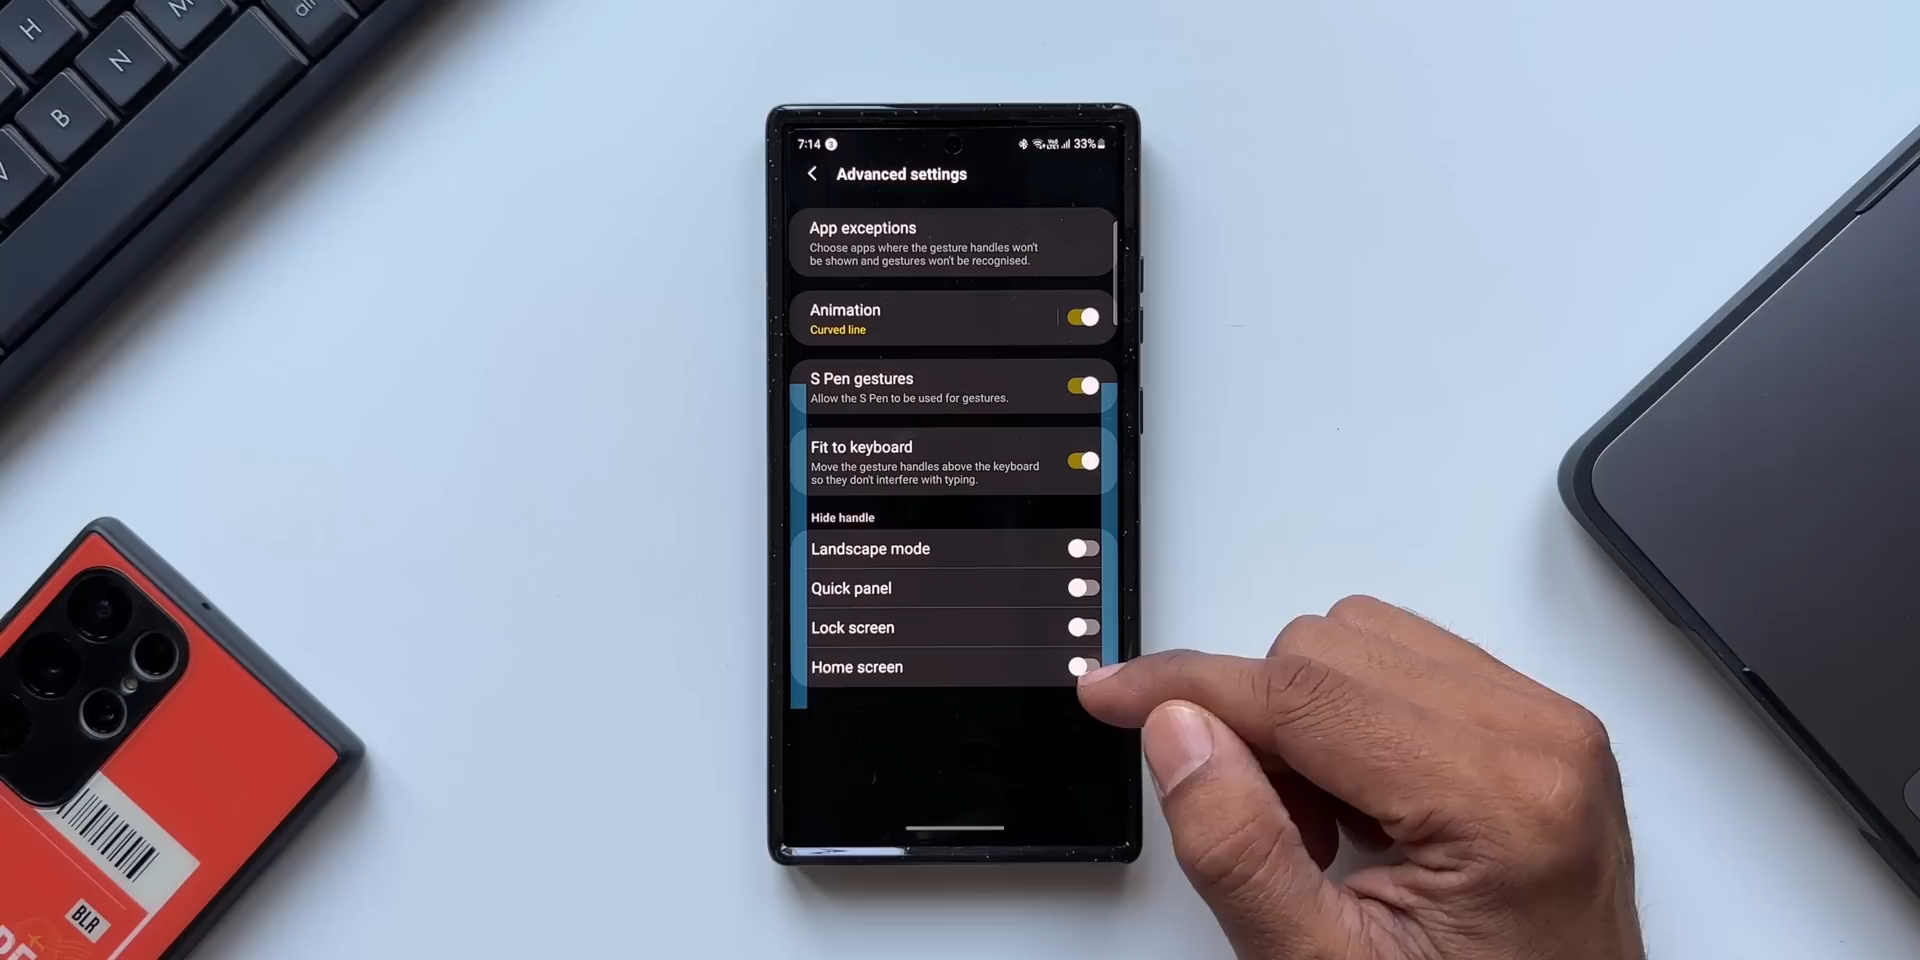 H
N
M
alt
B
V
7:14 3
33%
Advanced settings
App exceptions
Choose apps where the gesture handles won't
be shown and gestures won't be recognised.
Animation
Curved line
S Pen gestures
Allow the S Pen to be used for gestures.
Fit to keyboard
Move the gesture handles above the keyboard
so they don't interfere with typing.
Hide handle
Landscape mode
Quick panel
Lock screen
Home screen
BLR